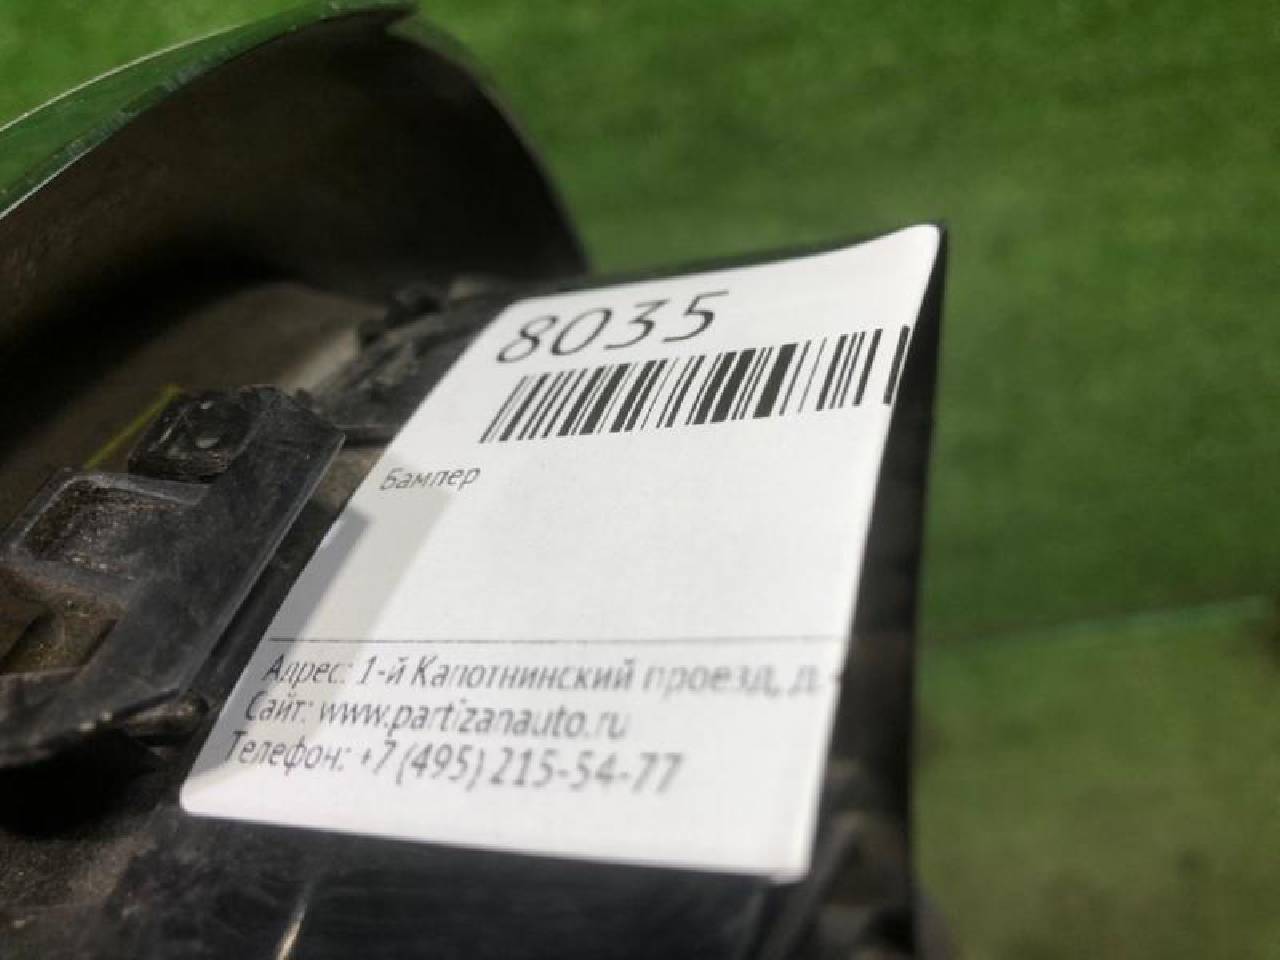 8035
Бампер
Адрес: 1-й Капотнинский проезд, д.
Сайт: www.partizanauto.ru
Телефон: +7 (495) 215-54-77